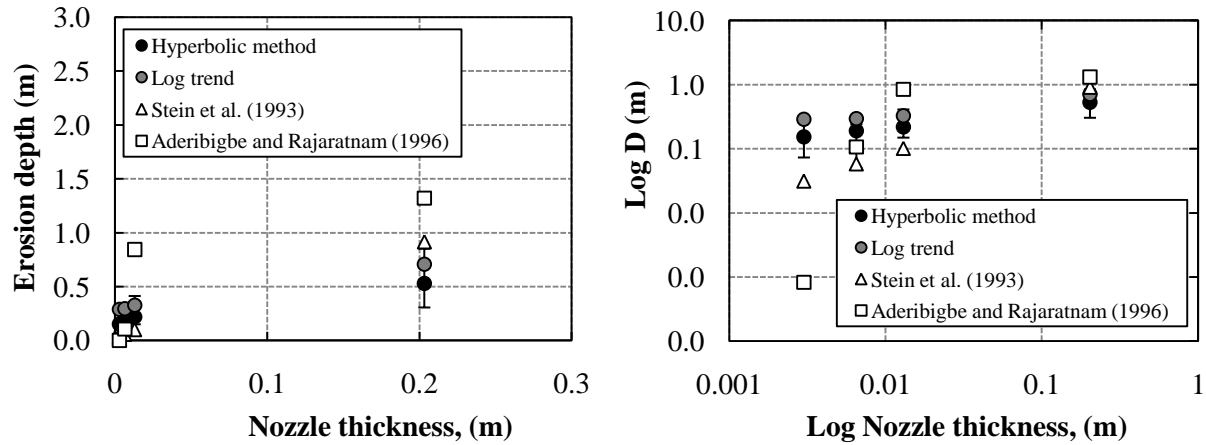 3.0
2.5
2.0
1.5
1.0
0.5
0.0
Erosion depth (m)
Hyperbolic method
Log trend
Stein et al. (1993)
Aderibigbe and Rajaratnam (1996)
0 0.1 0.2 0.3
Nozzle thickness, (m)
10.0
1.0
0.1
0.0
0.0
0.0
Log D (m)
Hyperbolic method
Log trend
Stein et al. (1993)
Aderibigbe and Rajaratnam (1996)
0.001 0.01 0.1 1
Log Nozzle thickness, (m)